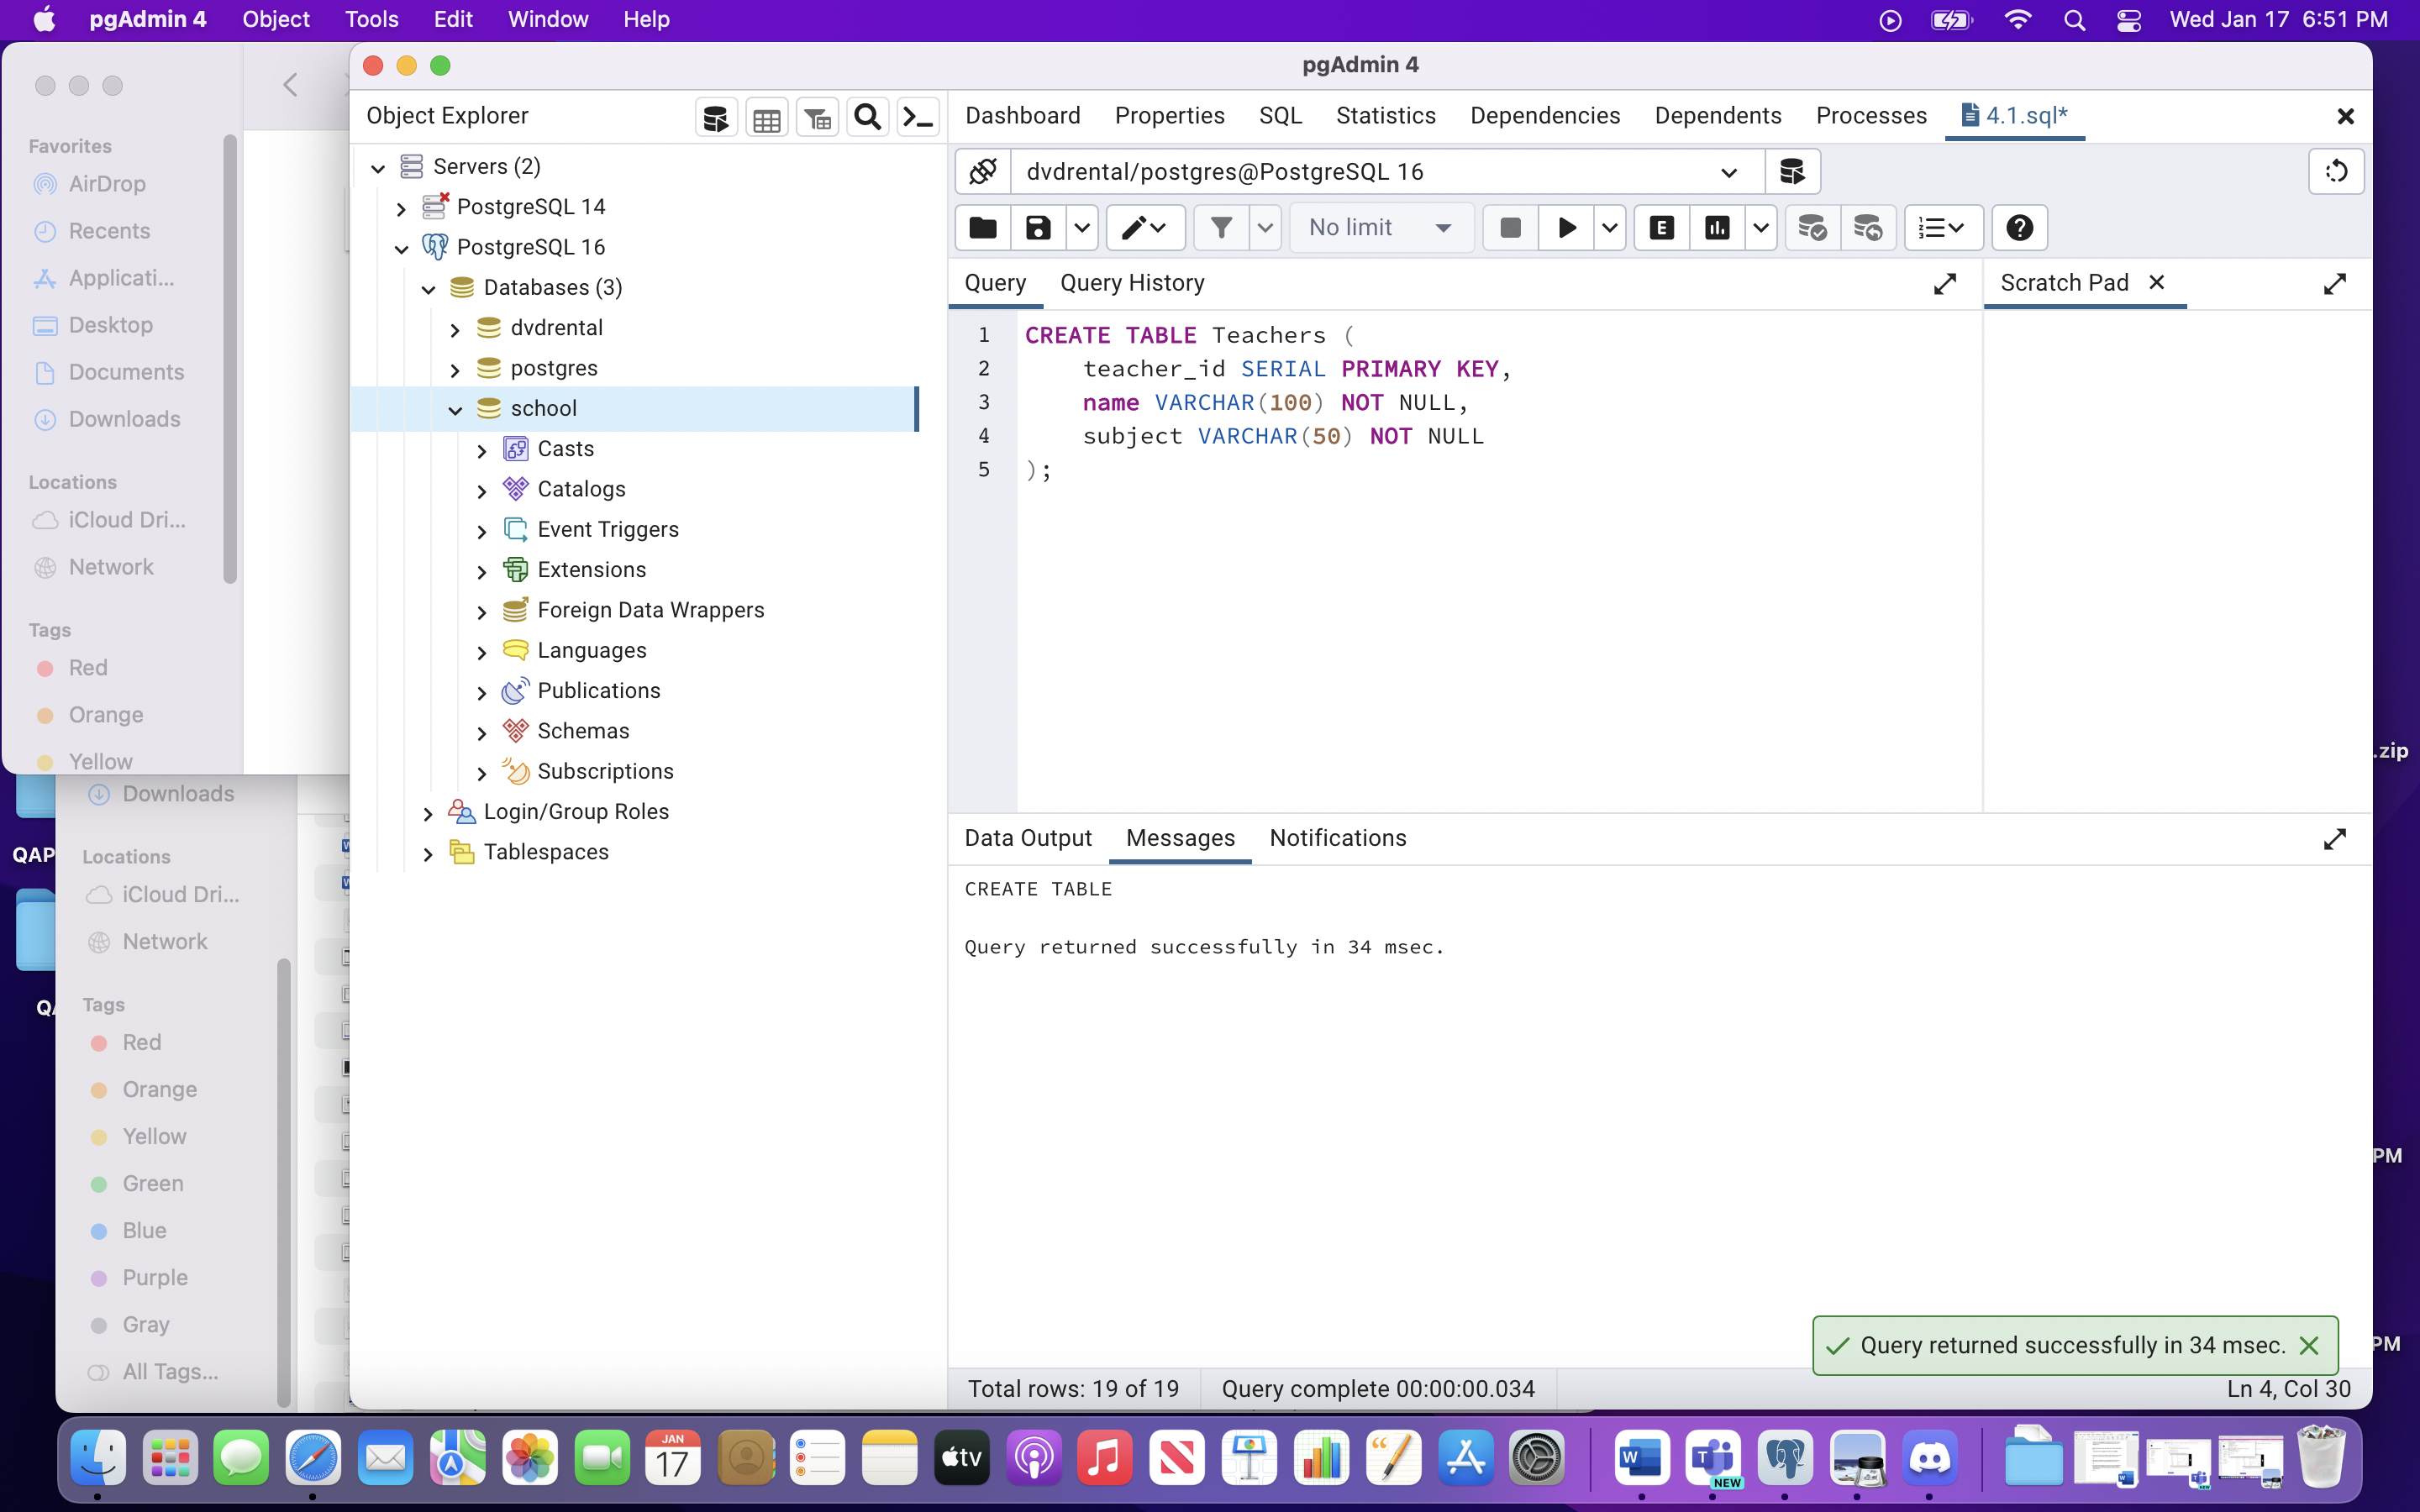 pgAdmin 4 Object Tools Edit Window Help Wed Jan 17 6:51 PM
pgAdmin 4
Favorites
AirDrop
Recents
Applicati...
Desktop
Documents
Downloads
Locations
iCloud Dri...
Network
Tags
Red
Orange
Yellow
Downloads
Locations
iCloud Dri...
Network
Tags
Red
Orange
Yellow
Green
Blue
Purple
Gray
All Tags...
QAP
Object Explorer
Servers (2)
PostgreSQL 14
PostgreSQL 16
Databases (3)
dvdrental
postgres
school
Casts
Catalogs
Event Triggers
Extensions
Foreign Data Wrappers
Languages
Publications
Schemas
Subscriptions
Login/Group Roles
Tablespaces
Dashboard Properties SQL Statistics Dependencies Dependents Processes 4.1.sql*
dvdrental/postgres@PostgreSQL 16
No limit E
Query Query History Scratch Pad
1 CREATE TABLE Teachers (
2 teacher_id SERIAL PRIMARY KEY,
3 name VARCHAR(100) NOT NULL,
4 subject VARCHAR(50) NOT NULL
5 );
Data Output Messages Notifications
CREATE TABLE
Query returned successfully in 34 msec.
Query returned successfully in 34 msec.
Total rows: 19 of 19 Query complete 00:00:00.034 Ln 4, Col 30
.zip
PM
PM
JAN
17
tv
W
T
NEW